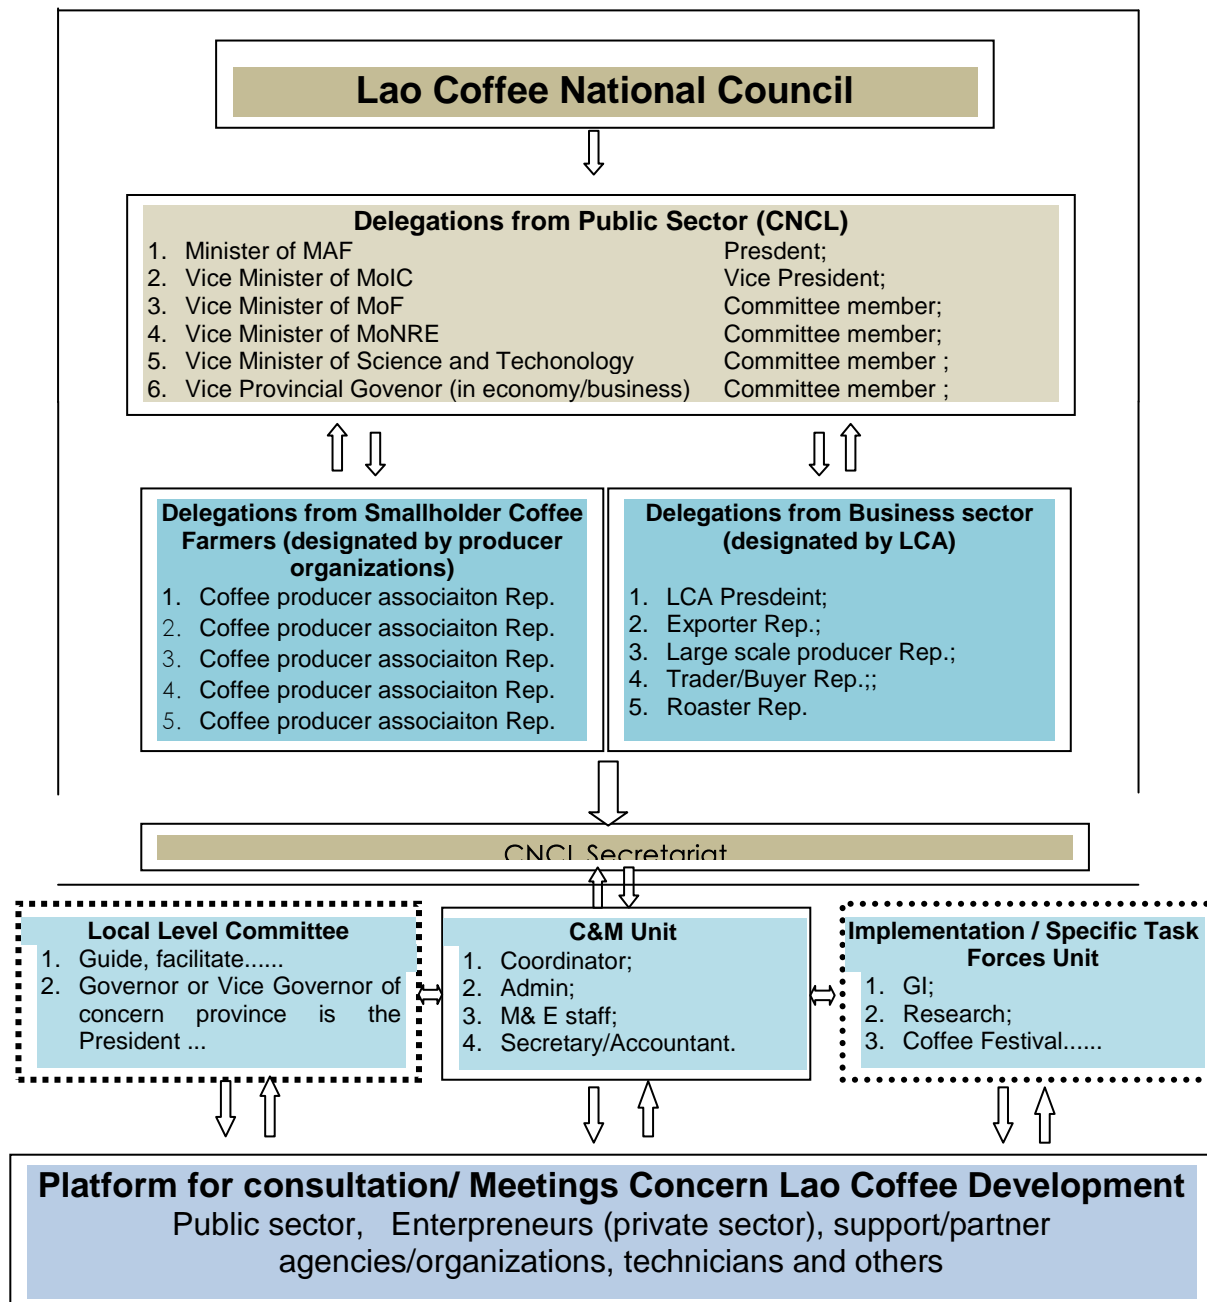 Lao Coffee National Council
Delegations from Public Sector (CNCL)
1. Minister of MAF Presdent;
2. Vice Minister of MoIC Vice President;
3. Vice Minister of MoF Committee member;
4. Vice Minister of MoNRE Committee member;
5. Vice Minister of Science and Techonology Committee member ;
6. Vice Provincial Govenor (in economy/business) Committee member ;
Delegations from Smallholder Coffee
Farmers (designated by producer
organizations)
1. Coffee producer associaiton Rep.
2. Coffee producer associaiton Rep.
3. Coffee producer associaiton Rep.
4. Coffee producer associaiton Rep.
5. Coffee producer associaiton Rep.
Delegations from Business sector
(designated by LCA)
1. LCA Presdeint;
2. Exporter Rep.;
3. Large scale producer Rep.;
4. Trader/Buyer Rep.;;
5. Roaster Rep.
CNCL Secretariat
Local Level Committee
1. Guide, facilitate......
2. Governor or Vice Governor of
concern province is the
President ...
C&M Unit
1. Coordinator;
2. Admin;
3. M& E staff;
4. Secretary/Accountant.
Implementation / Specific Task
Forces Unit
1. GI;
2. Research;
3. Coffee Festival......
Platform for consultation/ Meetings Concern Lao Coffee Development
Public sector, Enterpreneurs (private sector), support/partner
agencies/organizations, technicians and others